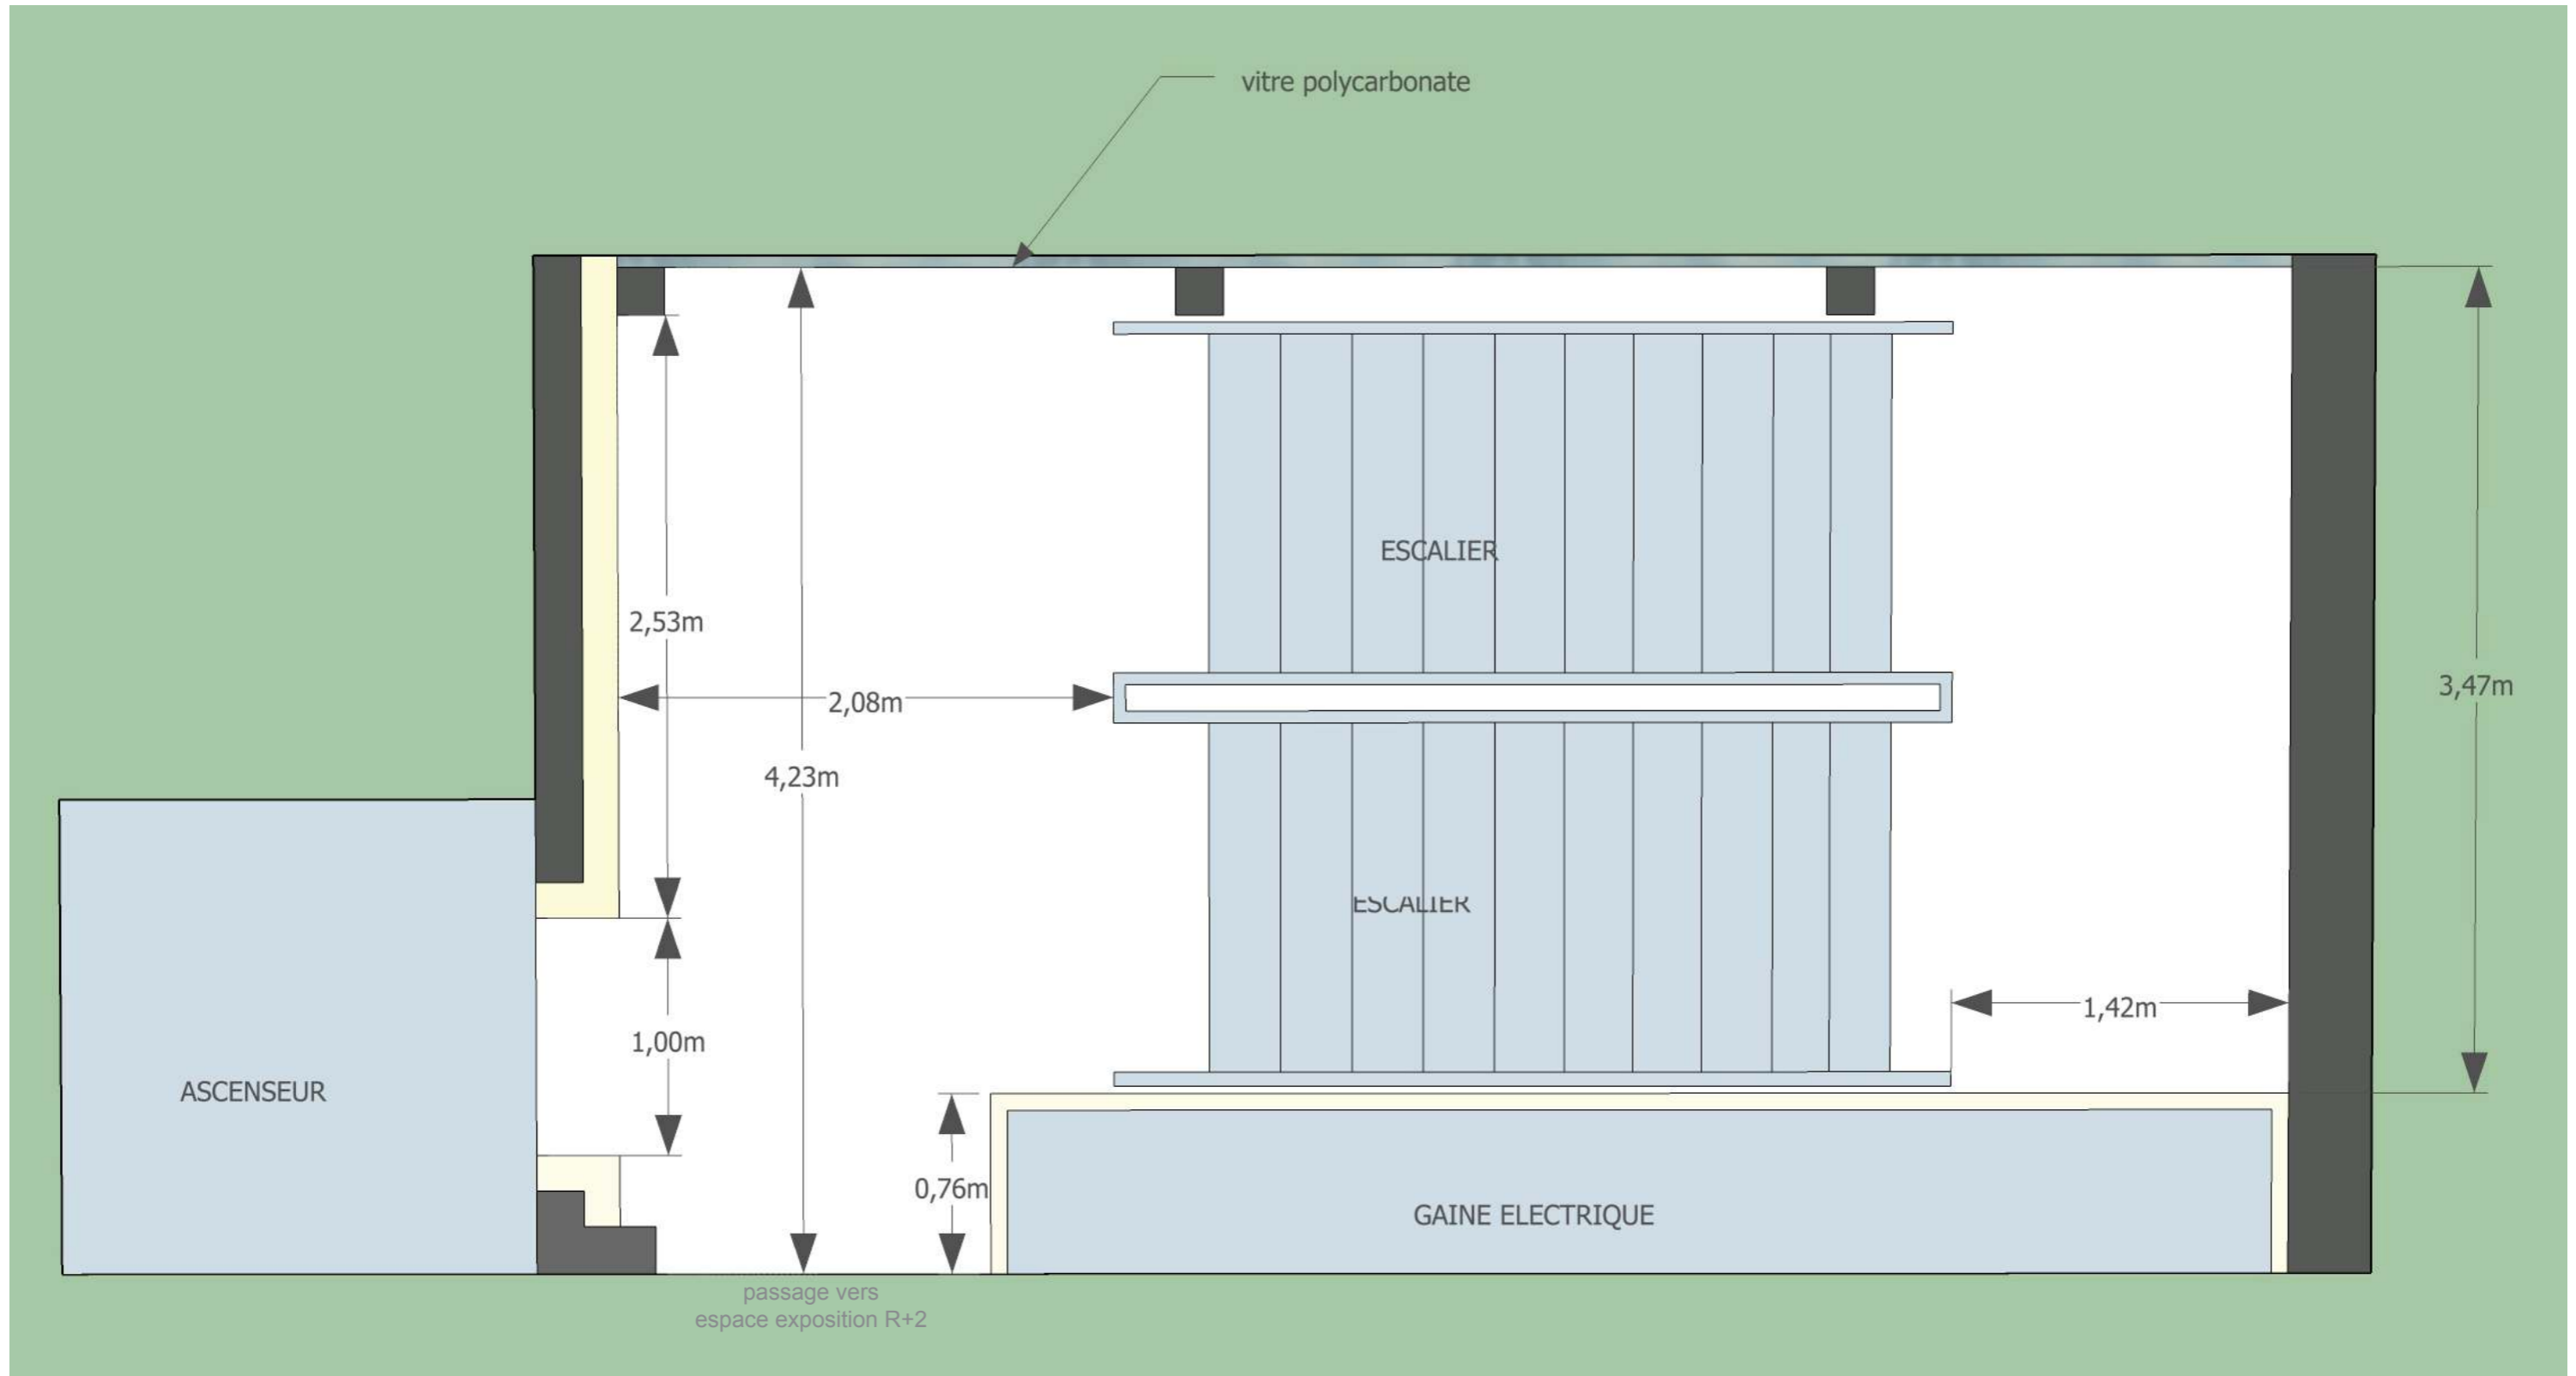 vitre polycarbonate
ESCALIER
2,53m
3,47m
2,08m
4,23m
ESCALIER
1,42m
1,00m
ASCENSEUR
0,76m
GAINE ELECTRIQUE
passage vers
espace exposition R+2